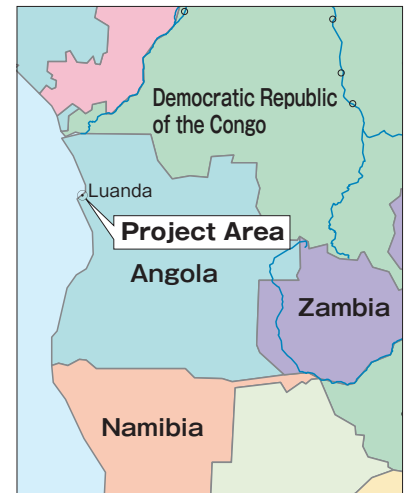 Democratic Republic
of the Congo
Luanda
Project Area
Angola
Zambia
Namibia